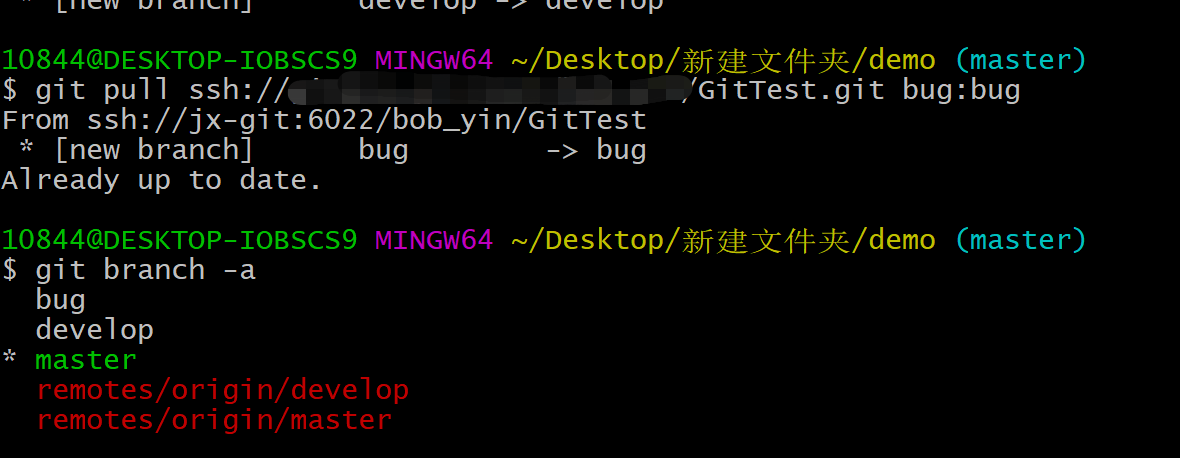 * [new branch] develop -> develop
10844@DESKTOP-IOBSCS9 MINGW64 ~/Desktop/新建文件夹/demo (master)
$ git pull ssh:// /GitTest.git bug:bug
From ssh://jx-git:6022/bob_yin/GitTest
* [new branch] bug -> bug
Already up to date.
10844@DESKTOP-IOBSCS9 MINGW64 ~/Desktop/新建文件夹/demo (master)
$ git branch -a
bug
develop
* master
remotes/origin/develop
remotes/origin/master